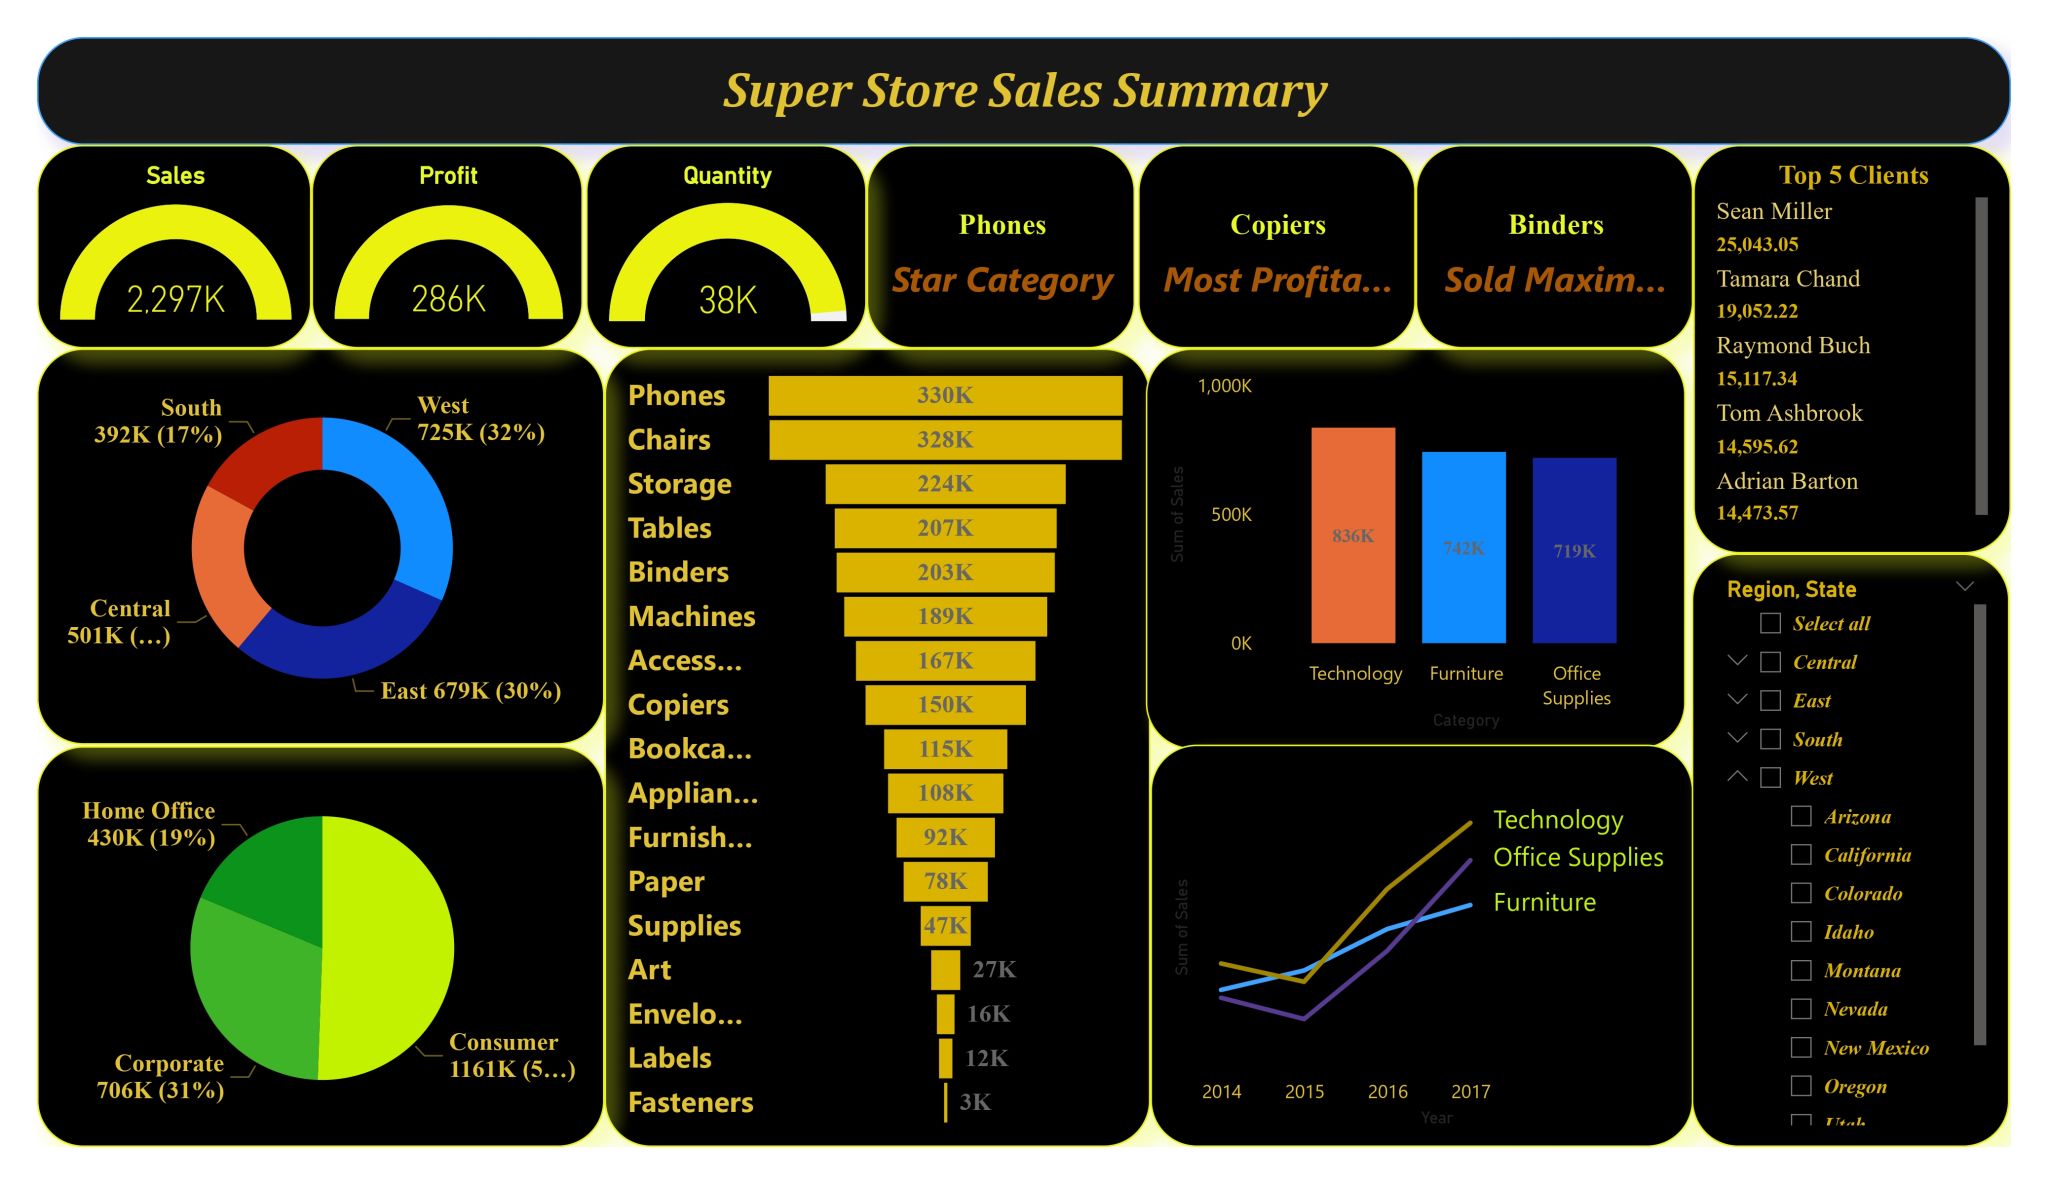 Super Store Sales Summary
Sales
2,297K
Profit
286K
Quantity
38K
Phones
Star Category
Copiers
Most Profita...
Binders
Sold Maxim...
Top 5 Clients
Sean Miller
25,043.05
Tamara Chand
19,052.22
Raymond Buch
15,117.34
Tom Ashbrook
14,595.62
Adrian Barton
14,473.57
South
392K (17%)
West
725K (32%)
Central
501K (...)
East 679K (30%)
Phones 330K
Chairs 328K
Storage 224K
Tables 207K
Binders 203K
Machines 189K
Access... 167K
Copiers 150K
Bookca... 115K
Applian... 108K
Furnish... 92K
Paper 78K
Supplies 47K
Art 27K
Envelo... 16K
Labels 12K
Fasteners 3K
Sum of Sales
1,000K
500K
0K
836K
742K
719K
Technology
Furniture
Office
Supplies
Category
Home Office
430K (19%)
Corporate
706K (31%)
Consumer
1161K (5...)
Sum of Sales
Technology
Office Supplies
Furniture
2014 2015 2016 2017
Year
Region, State
Select all
Central
East
South
West
Arizona
California
Colorado
Idaho
Montana
Nevada
New Mexico
Oregon
Utah